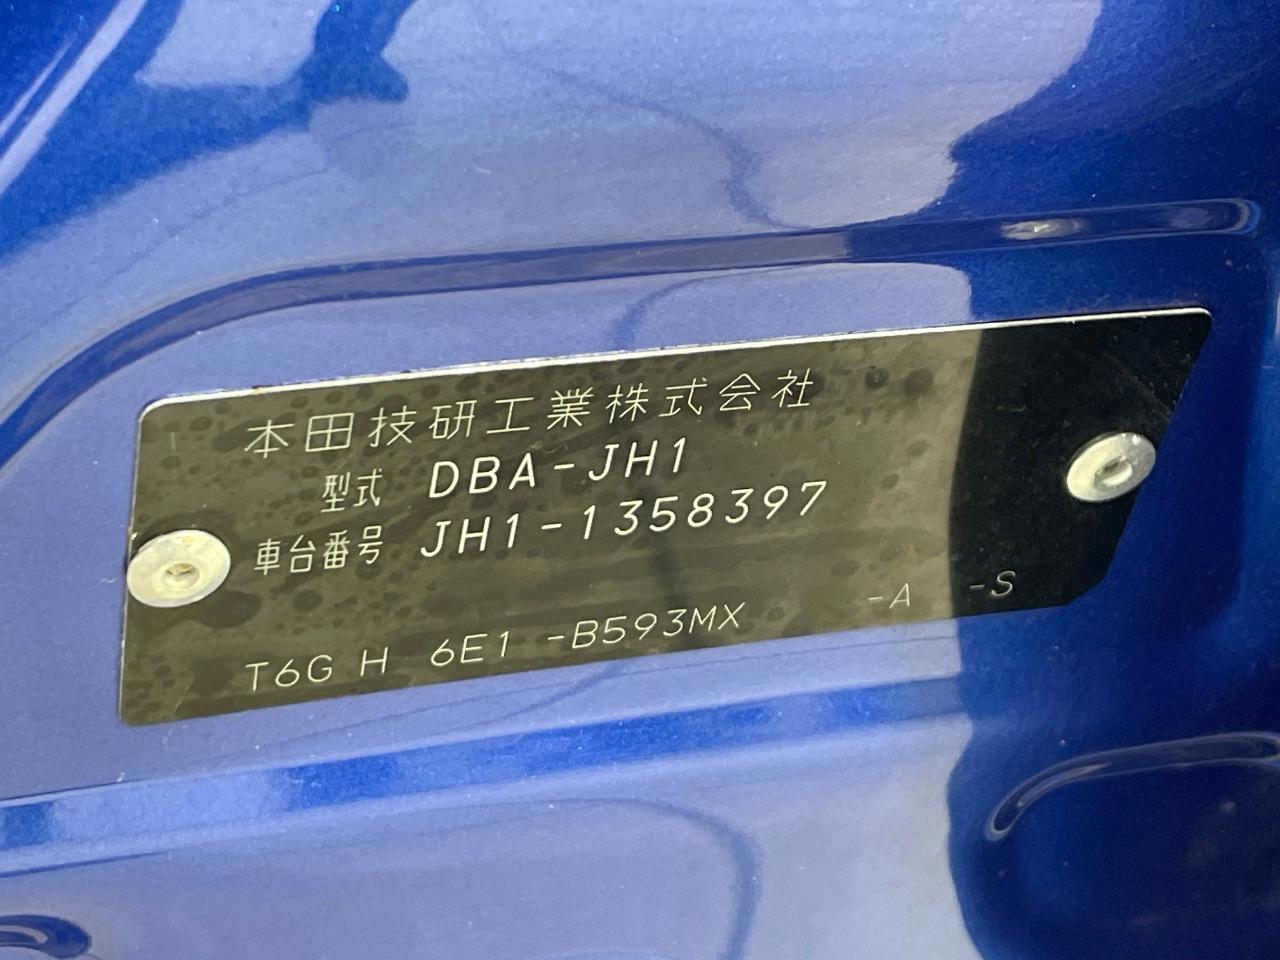 本田技研工業株式会社
型式 DBA-JH1
車台番号 JH1-1358397
T6G H 6E1 -B593MX -A -S